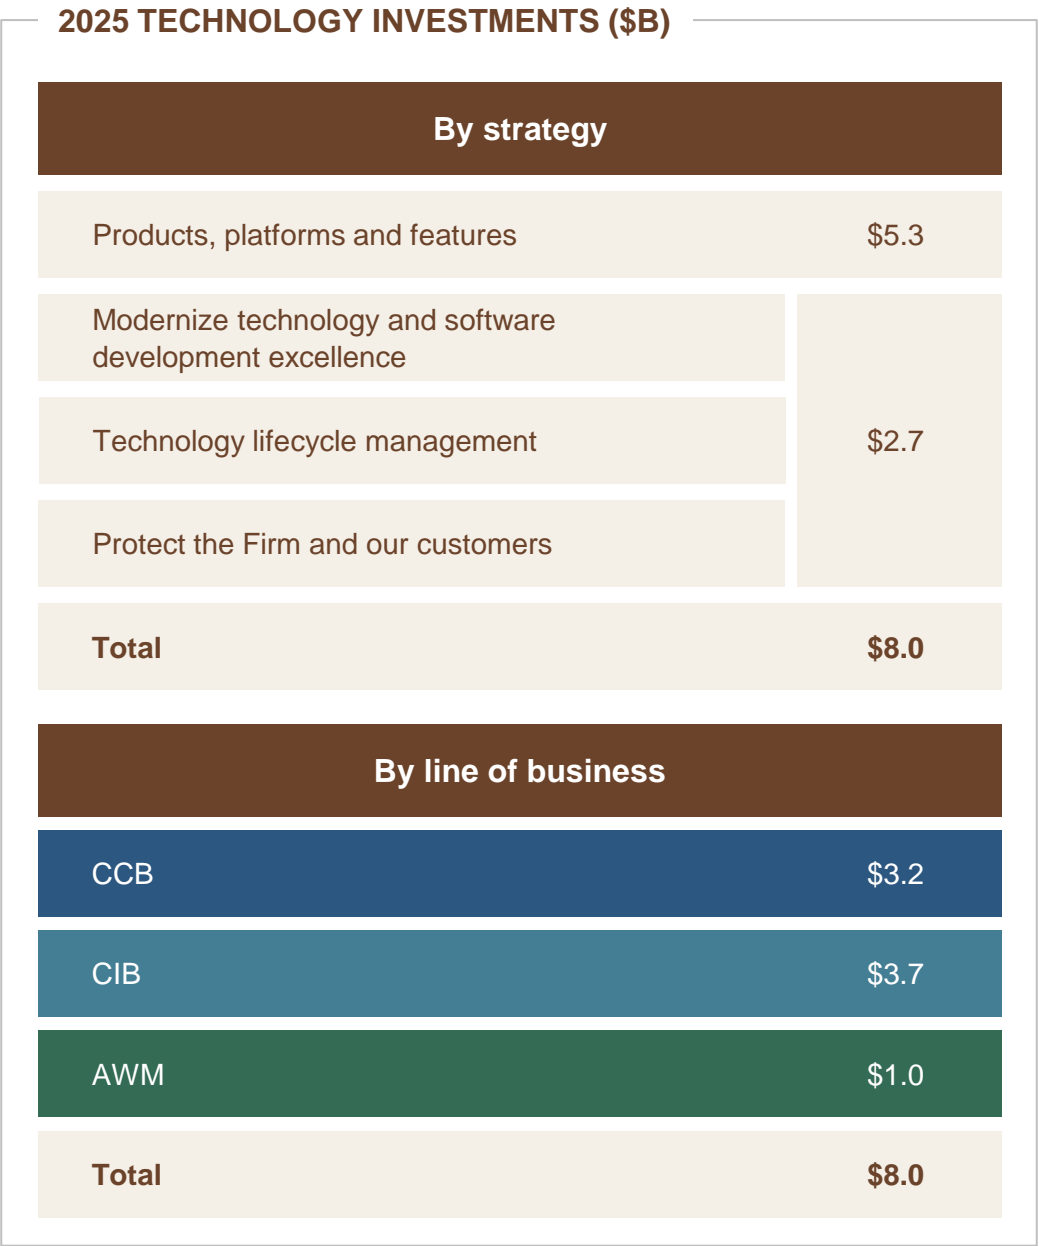 2025 TECHNOLOGY INVESTMENTS ($B)
By strategy
Products, platforms and features $5.3
Modernize technology and software
development excellence
Technology lifecycle management $2.7
Protect the Firm and our customers
Total $8.0
By line of business
CCB $3.2
CIB $3.7
AWM $1.0
Total $8.0